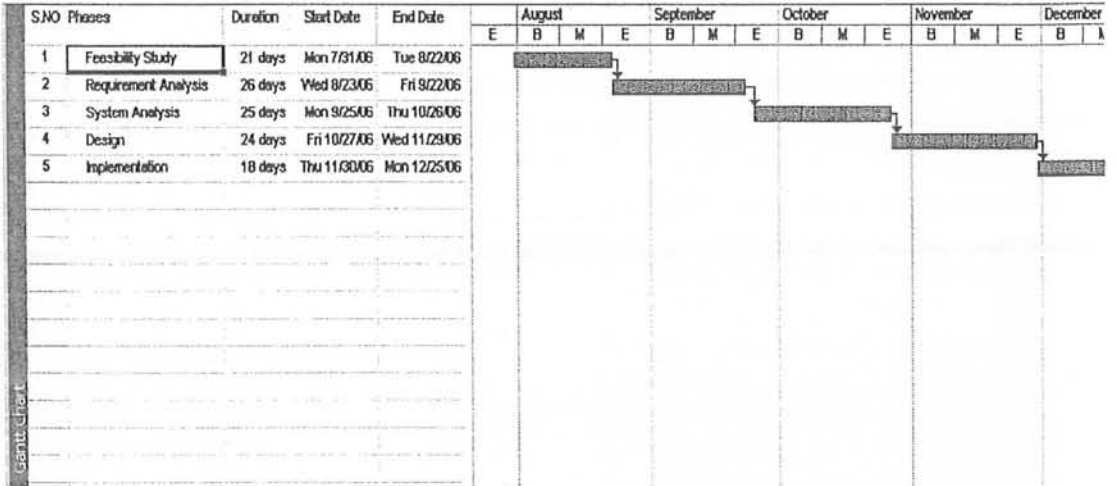 S.NO Phases Duration Start Date End Date August September October November December
E B M E B M E B M E B M E B
1 Feasibility Study 21 days Mon 7/31/06 Tue 8/22/06
2 Requirement Analysis 26 days Wed 8/23/06 Fri 9/22/06
3 System Analysis 25 days Mon 9/25/06 Thu 10/26/06
4 Design 24 days Fri 10/27/06 Wed 11/29/06
5 Implementation 18 days Thu 11/30/06 Mon 12/25/06
Gantt Chart